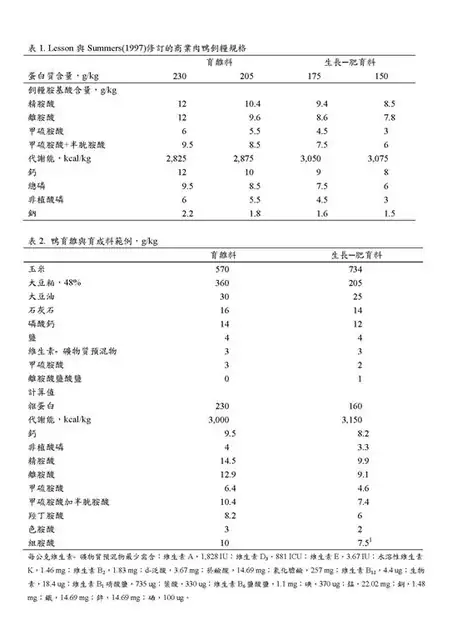 表 1. Lesson 與 Summers(1997)修訂的商業肉鴨飼糧規格
育雛料 生長─肥育料
蛋白質含量，g/kg 230 205 175 150
飼糧胺基酸含量，g/kg
精胺酸 12 10.4 9.4 8.5
離胺酸 12 9.6 8.6 7.8
甲硫胺酸 6 5.5 4.5 3
甲硫胺酸+半胱胺酸 9.5 8.5 7.5 6
代謝能，kcal/kg 2,825 2,875 3,050 3,075
鈣 12 10 9 8
總磷 9.5 8.5 7.5 6
非植酸磷 6 5.5 4.5 3
鈉 2.2 1.8 1.6 1.5
表 2. 鴨育雛與育成料範例，g/kg
育雛料 生長─肥育料
玉米 570 734
大豆粕，48% 360 205
大豆油 30 25
石灰石 16 14
磷酸鈣 14 12
鹽 4 4
維生素-礦物質預混物 3 3
甲硫胺酸 3 2
離胺酸鹽酸鹽 0 1
計算值
粗蛋白 230 160
代謝能，kcal/kg 3,000 3,150
鈣 9.5 8.2
非植酸磷 4 3.3
精胺酸 14.5 9.9
離胺酸 12.9 9.1
甲硫胺酸 6.4 4.6
甲硫胺酸加半胱胺酸 10.4 7.4
羥丁胺酸 8.2 6
色胺酸 3 2
纈胺酸 10 7.5¹
每公克維生素-礦物質預混物最少需含：維生素 A，1,828 IU；維生素 D₃，881 ICU；維生素 E，3.67 IU；水溶性維生素
K，1.46 mg；維生素 B₂，1.83 mg；d-泛酸，3.67 mg；菸鹼酸，14.69 mg；氯化膽鹼，257 mg；維生素 B₁₂，4.4 ug；生物
素，18.4 ug；維生素 B₁ 硝酸鹽，735 ug；葉酸，330 ug；維生素 B₆ 鹽酸鹽，1.1 mg；碘，370 ug；錳，22.02 mg；銅，1.48
mg；鐵，14.69 mg；鋅，14.69 mg；硒，100 ug。